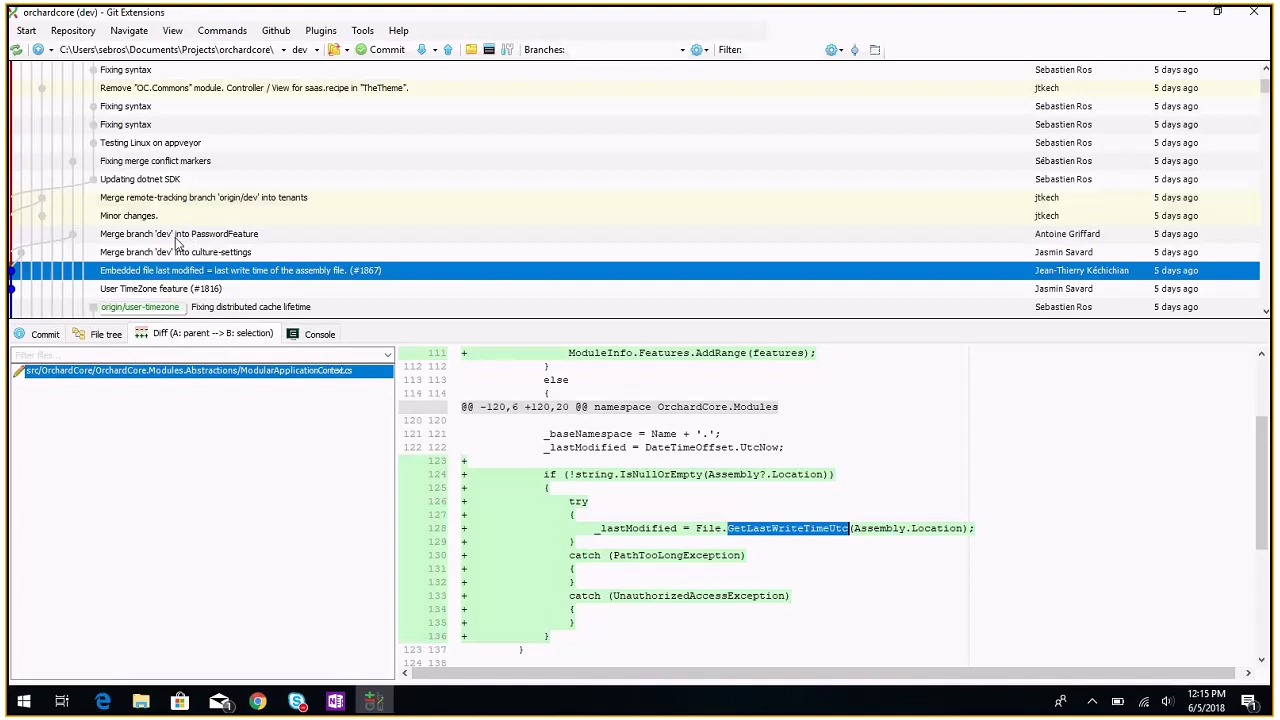 orchardcore (dev) - Git Extensions
Start Repository Navigate View Commands Github Plugins Tools Help
C:\Users\sebros\Documents\Projects\orchardcore\ dev Commit Branches: Filter:
Fixing syntax Sebastien Ros 5 days ago
Remove "OC.Commons" module. Controller / View for saas.recipe in "TheTheme". jtkech 5 days ago
Fixing syntax Sebastien Ros 5 days ago
Fixing syntax Sebastien Ros 5 days ago
Testing Linux on appveyor Sebastien Ros 5 days ago
Fixing merge conflict markers Sébastien Ros 5 days ago
Updating dotnet SDK Sebastien Ros 5 days ago
Merge remote-tracking branch 'origin/dev' into tenants jtkech 5 days ago
Minor changes. jtkech 5 days ago
Merge branch 'dev' into PasswordFeature Antoine Griffard 5 days ago
Merge branch 'dev' into culture-settings Jasmin Savard 5 days ago
Embedded file last modified = last write time of the assembly file. (#1867) Jean-Thierry Kéchichian 5 days ago
User TimeZone feature (#1816) Jasmin Savard 5 days ago
origin/user-timezone Fixing distributed cache lifetime Sebastien Ros 5 days ago
Commit File tree Diff (A: parent --> B: selection) Console
Filter files...
src/OrchardCore/OrchardCore.Modules.Abstractions/ModularApplicationContext.cs
111 + ModuleInfo.Features.AddRange(features);
112 112 }
113 113 else
114 114 {
@@ -120,6 +120,20 @@ namespace OrchardCore.Modules
120 120
121 121 _baseNamespace = Name + '.';
122 122 _lastModified = DateTimeOffset.UtcNow;
123 +
124 + if (!string.IsNullOrEmpty(Assembly?.Location))
125 + {
126 + try
127 + {
128 + _lastModified = File.GetLastWriteTimeUtc(Assembly.Location);
129 + }
130 + catch (PathTooLongException)
131 + {
132 + }
133 + catch (UnauthorizedAccessException)
134 + {
135 + }
136 + }
123 137 }
124 138
12:15 PM
6/5/2018